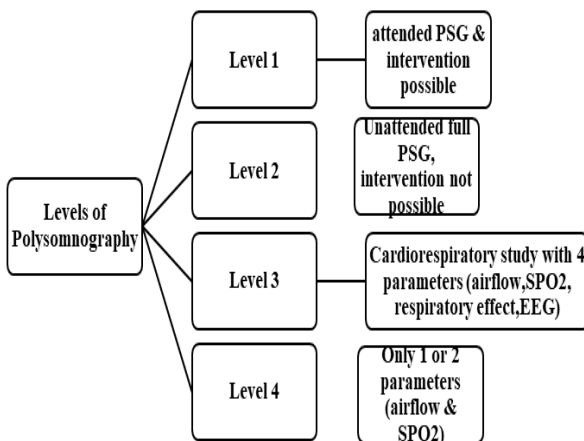 Levels of
Polysomnography
Level 1
attended PSG &
intervention
possible
Level 2
Unattended full
PSG,
intervention not
possible
Level 3
Cardiorespiratory study with 4
parameters (airflow,SPO2,
respiratory effect,EEG)
Level 4
Only 1 or 2
parameters
(airflow &
SPO2)